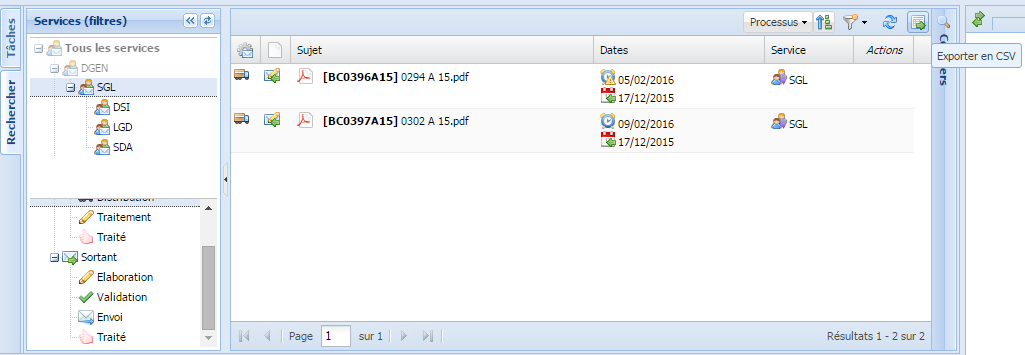 Tâches
Rechercher
Services (filtres)
Tous les services
DGEN
SGL
DSI
LGD
SDA
Distribution
Traitement
Traité
Sortant
Elaboration
Validation
Envoi
Traité
Processus
Sujet Dates Service Actions
[BC0396A15] 0294 A 15.pdf 05/02/2016 SGL
17/12/2015
[BC0397A15] 0302 A 15.pdf 09/02/2016 SGL
17/12/2015
Page 1 sur 1 Résultats 1 - 2 sur 2
Exporter en CSV